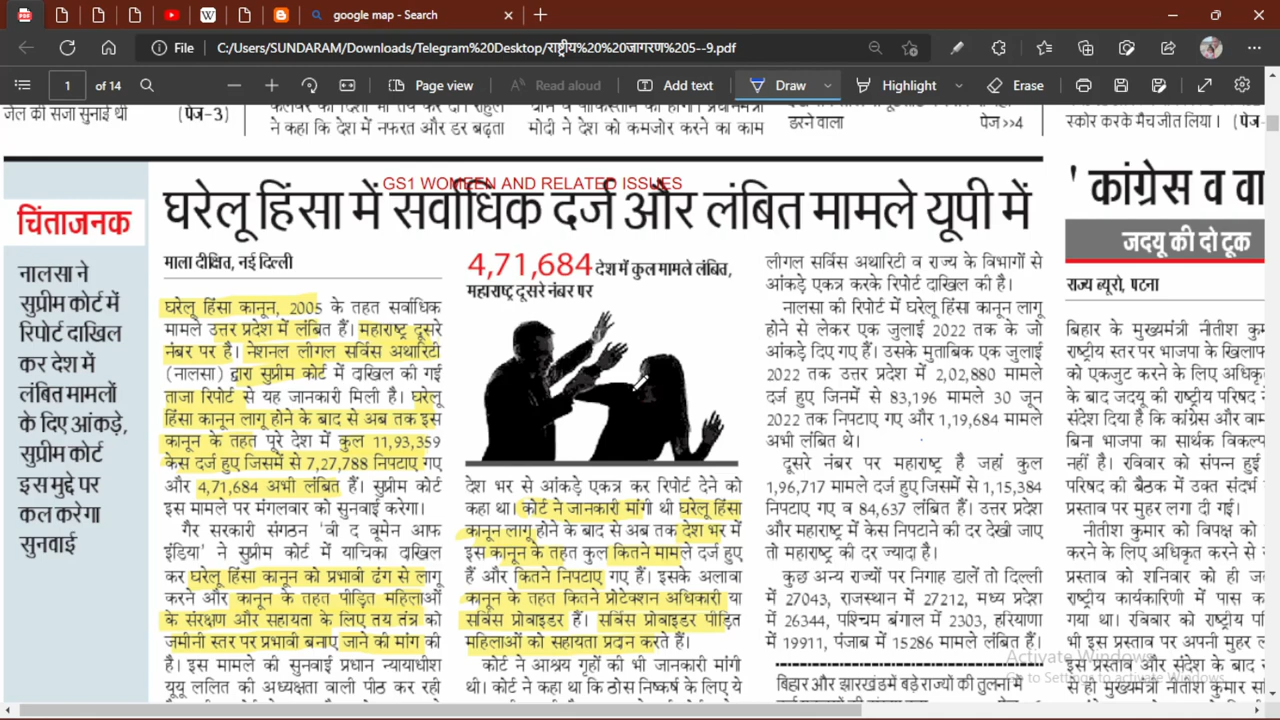 google map - Search
File
C:/Users/SUNDARAM/Downloads/Telegram%20Desktop/राष्ट्रीय%20%20जागरण%205--9.pdf
1 of 14
Page view
Read aloud
Add text
Draw
Highlight
Erase
जेल की सजा सुनाई थी
(पेज-3)
ने कहा कि देश में नफरत और डर बढ़ता
मोदी ने देश को कमजोर करने का काम
डरने वाला
पेज>>4
स्कोर करके मैच जीत लिया। (पेज-
GS1 WOMEEN AND RELATED ISSUES
घरेलू हिंसा में सर्वाधिक दर्ज और लंबित मामले यूपी में
चिंताजनक
नालसा ने
सुप्रीम कोर्ट में
रिपोर्ट दाखिल
कर देश में
लंबित मामलों
के दिए आंकड़े,
सुप्रीम कोर्ट
इस मुद्दे पर
कल करेगा
सुनवाई
माला दीक्षित, नई दिल्ली
घरेलू हिंसा कानून, 2005 के तहत सर्वाधिक
मामले उत्तर प्रदेश में लंबित हैं। महाराष्ट्र दूसरे
नंबर पर है। नेशनल लीगल सर्विस अथारिटी
(नालसा) द्वारा सुप्रीम कोर्ट में दाखिल की गई
ताजा रिपोर्ट से यह जानकारी मिली है। घरेलू
हिंसा कानून लागू होने के बाद से अब तक इस
कानून के तहत पूरे देश में कुल 11,93,359
केस दर्ज हुए जिसमें से 7,27,788 निपटाए गए
और 4,71,684 अभी लंबित हैं। सुप्रीम कोर्ट
इस मामले पर मंगलवार को सुनवाई करेगा।
गैर सरकारी संगठन 'वी द वूमेन आफ
इंडिया' ने सुप्रीम कोर्ट में याचिका दाखिल
कर घरेलू हिंसा कानून को प्रभावी ढंग से लागू
करने और कानून के तहत पीड़ित महिलाओं
के संरक्षण और सहायता के लिए तय तंत्र को
जमीनी स्तर पर प्रभावी बनाए जाने की मांग की
है। इस मामले की सुनवाई प्रधान न्यायाधीश
यूयू ललित की अध्यक्षता वाली पीठ कर रही
4,71,684 देश में कुल मामले लंबित,
महाराष्ट्र दूसरे नंबर पर
देश भर से आंकड़े एकत्र कर रिपोर्ट देने को
कहा था। कोर्ट ने जानकारी मांगी थी घरेलू हिंसा
कानून लागू होने के बाद से अब तक देश भर में
इस कानून के तहत कुल कितने मामले दर्ज हुए
हैं और कितने निपटाए गए हैं। इसके अलावा
कानून के तहत कितने प्रोटेक्शन अधिकारी या
सर्विस प्रोवाइडर हैं। सर्विस प्रोवाइडर पीड़ित
महिलाओं को सहायता प्रदान करते हैं।
कोर्ट ने आश्रय गृहों की भी जानकारी मांगी
थी। कोर्ट ने कहा था कि ठोस निष्कर्ष के लिए ये
लीगल सर्विस अथारिटी व राज्य के विभागों से
आंकड़े एकत्र करके रिपोर्ट दाखिल की है।
नालसा की रिपोर्ट में घरेलू हिंसा कानून लागू
होने से लेकर एक जुलाई 2022 तक के जो
आंकड़े दिए गए हैं। उसके मुताबिक एक जुलाई
2022 तक उत्तर प्रदेश में 2,02,880 मामले
दर्ज हुए जिनमें से 83,196 मामले 30 जून
2022 तक निपटाए गए और 1,19,684 मामले
अभी लंबित थे।
दूसरे नंबर पर महाराष्ट्र है जहां कुल
1,96,717 मामले दर्ज हुए जिसमें से 1,15,384
निपटाए गए व 84,637 लंबित हैं। उत्तर प्रदेश
और महाराष्ट्र में केस निपटाने की दर देखी जाए
तो महाराष्ट्र की दर ज्यादा है।
कुछ अन्य राज्यों पर निगाह डालें तो दिल्ली
में 27043, राजस्थान में 27212, मध्य प्रदेश
में 26344, पश्चिम बंगाल में 2303, हरियाणा
में 19911, पंजाब में 15286 मामले लंबित हैं।
बिहार और झारखंड में बड़े राज्यों की तुलना में
' कांग्रेस व वा
जदयू की दो टूक
राज्य ब्यूरो, पटना
बिहार के मुख्यमंत्री नीतीश कुम
राष्ट्रीय स्तर पर भाजपा के खिलाफ
को एकजुट करने के लिए अधिकृत
के बाद जदयू की राष्ट्रीय परिषद
संदेश दिया है कि कांग्रेस और वाम
बिना भाजपा का सार्थक विकल्प
नहीं है। रविवार को संपन्न हुई
परिषद की बैठक में उक्त संदर्भ
प्रस्ताव पर मुहर लगा दी गई।
नीतीश कुमार को विपक्ष को
करने के लिए अधिकृत करने से
प्रस्ताव को शनिवार को ही जद
राष्ट्रीय कार्यकारिणी में पास क
गया था। रविवार को राष्ट्रीय परि
भी इस प्रस्ताव पर अपनी मुहर ल
इस प्रस्ताव और संदेश के बाद
से ही मुख्यमंत्री नीतीश कुमार
Activate Windows
Go to Settings to activate Windows.